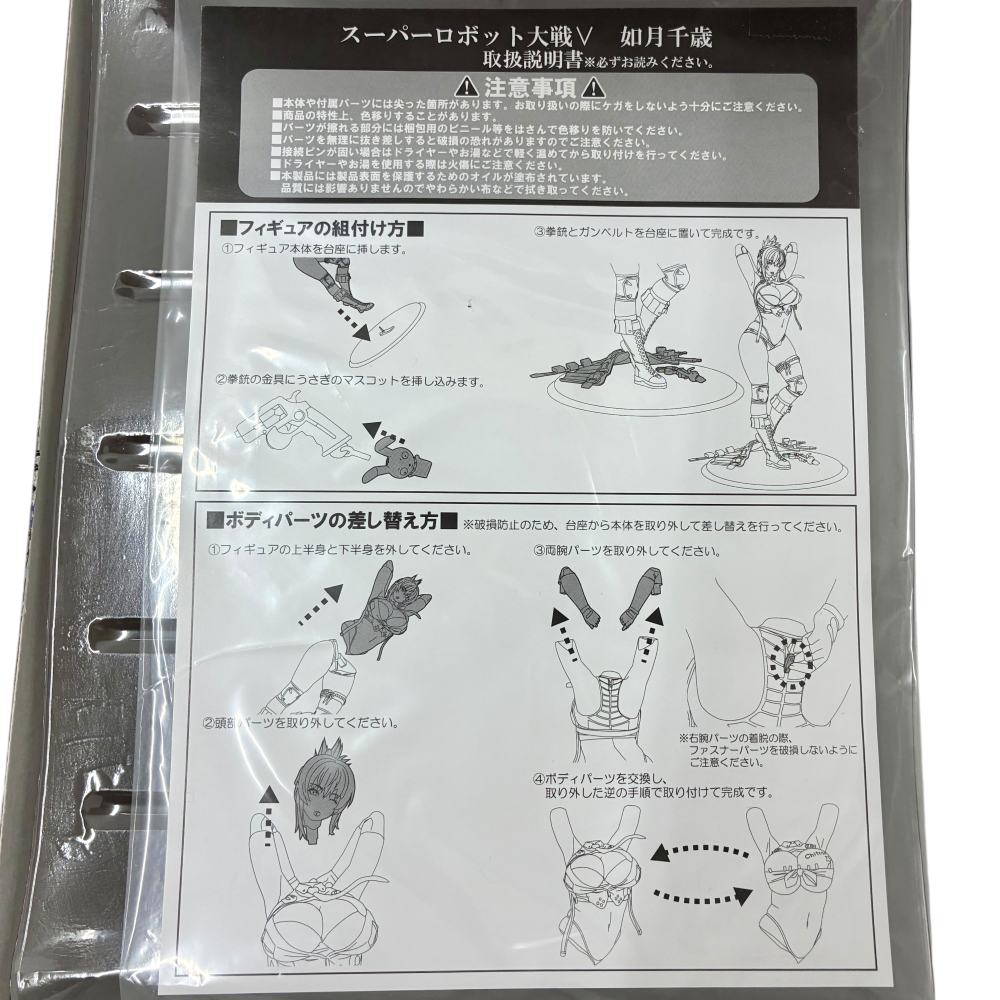 スーパーロボット大戦V　如月千歳
取扱説明書※必ずお読みください。
注意事項
■本体や付属パーツには尖った箇所があります。お取り扱いの際にケガをしないよう十分にご注意ください。
■商品の特性上、色移りすることがあります。
■パーツが擦れる部分には梱包用のビニール等をはさんで色移りを防いでください。
■パーツを無理に抜き差しすると破損の恐れがありますのでご注意ください。
■接続ピンが固い場合はドライヤーやお湯などで軽く温めてから取り付けを行ってください。
■ドライヤーやお湯を使用する際は火傷にご注意ください。
■本製品には製品表面を保護するためのオイルが塗布されています。
品質には影響ありませんのでやわらかい布などで拭き取ってください。
■フィギュアの組付け方■
①フィギュア本体を台座に挿します。
②拳銃の金具にうさぎのマスコットを挿し込みます。
③拳銃とガンベルトを台座に置いて完成です。
■ボディパーツの差し替え方■ ※破損防止のため、台座から本体を取り外して差し替えを行ってください。
①フィギュアの上半身と下半身を外してください。
②頭部パーツを取り外してください。
③両腕パーツを取り外してください。
※右腕パーツの着脱の際、
ファスナーパーツを破損しないように
ご注意ください。
④ボディパーツを交換し、
取り外した逆の手順で取り付けて完成です。